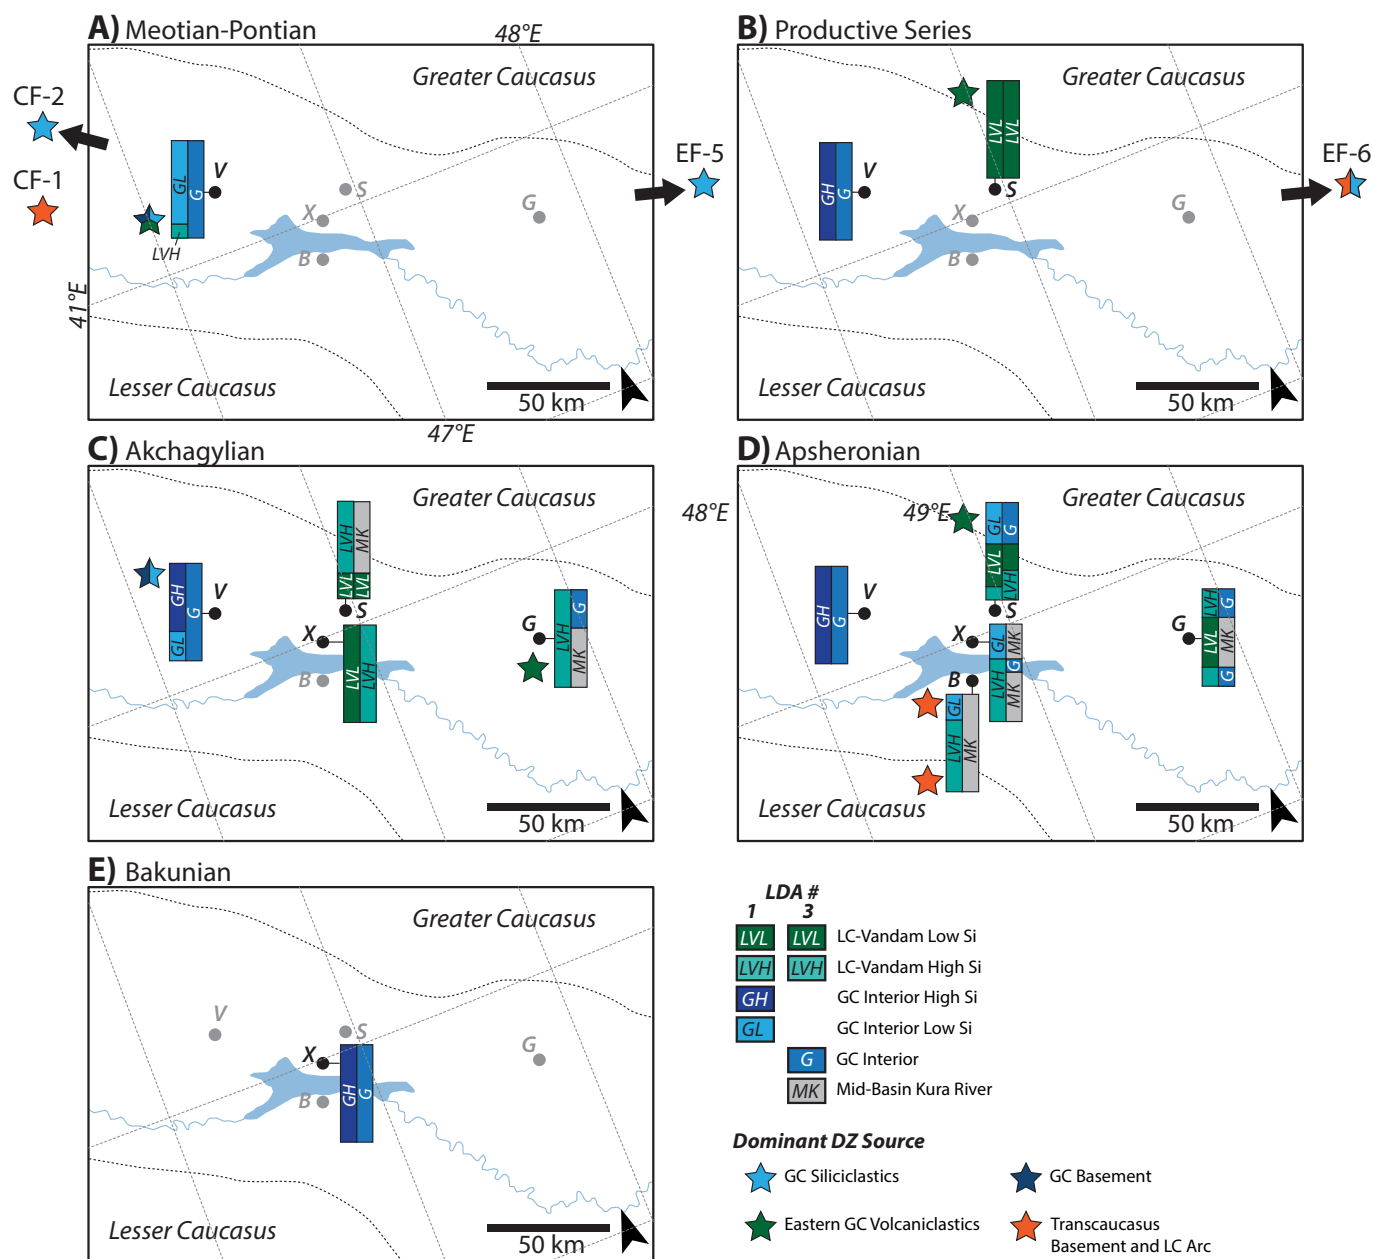 A) Meotian-Pontian
48°E
Greater Caucasus
CF-2
CF-1
GL
G
LVH
V
S
X
B
G
EF-5
41°E
Lesser Caucasus
50 km
47°E
B) Productive Series
Greater Caucasus
LVL
LVL
GH
G
V
S
X
B
G
EF-6
Lesser Caucasus
50 km
C) Akchagylian
Greater Caucasus
LVH
MK
LVL
LVL
GH
GL
G
V
S
X
LVL
LVH
B
G
LVH
G
MK
Lesser Caucasus
50 km
D) Apsheronian
48°E
49°E
Greater Caucasus
GL
G
LVL
LVH
GH
G
V
S
X
GL
MK
G
LVH
MK
B
GL
LVH
MK
G
LVH
G
LVL
MK
G
Lesser Caucasus
50 km
E) Bakunian
Greater Caucasus
V
S
X
GH
G
B
G
Lesser Caucasus
50 km
LDA #
1 3
LVL LVL LC-Vandam Low Si
LVH LVH LC-Vandam High Si
GH GC Interior High Si
GL GC Interior Low Si
G GC Interior
MK Mid-Basin Kura River
Dominant DZ Source
GC Siliciclastics
GC Basement
Eastern GC Volcaniclastics
Transcaucasus
Basement and LC Arc